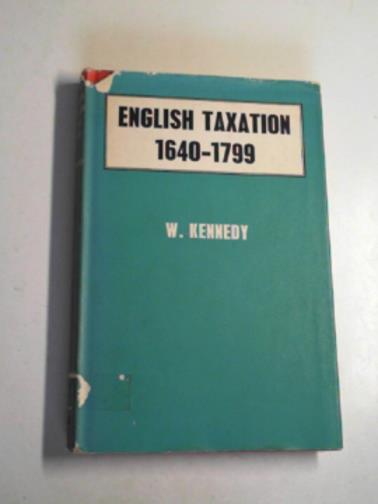 ENGLISH TAXATION
1640-1799
W. KENNEDY